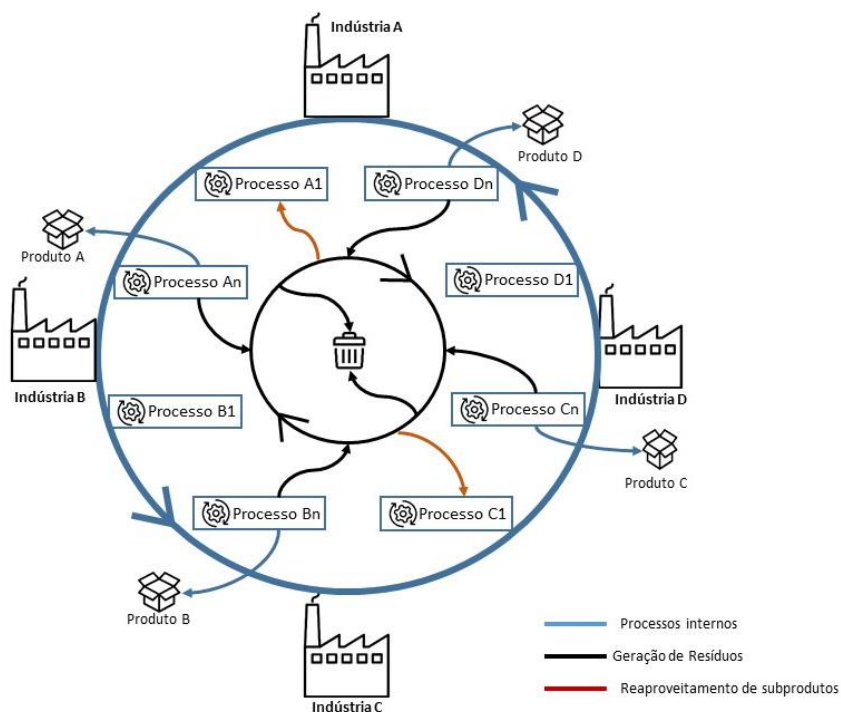 Indústria A
Produto D
Processo A1
Processo Dn
Produto A
Processo An
Processo D1
Indústria B
Indústria D
Processo B1
Processo Cn
Produto C
Processo Bn
Processo C1
Produto B
Indústria C
Processos internos
Geração de Resíduos
Reaproveitamento de subprodutos